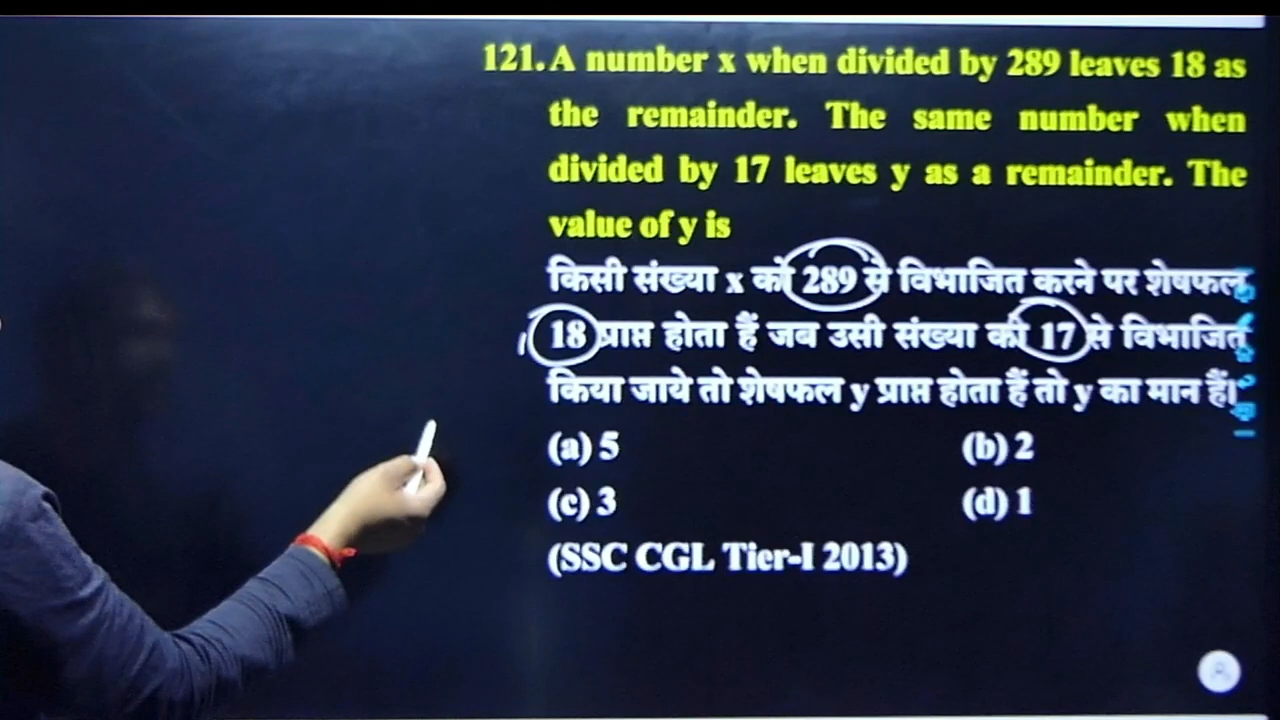 121. A number x when divided by 289 leaves 18 as
the remainder. The same number when
divided by 17 leaves y as a remainder. The
value of y is
किसी संख्या x को 289 से विभाजित करने पर शेषफल
18 प्राप्त होता हैं जब उसी संख्या की 17 से विभाजित
किया जाये तो शेषफल y प्राप्त होता हैं तो y का मान हैं।
(a) 5 (b) 2
(c) 3 (d) 1
(SSC CGL Tier-I 2013)